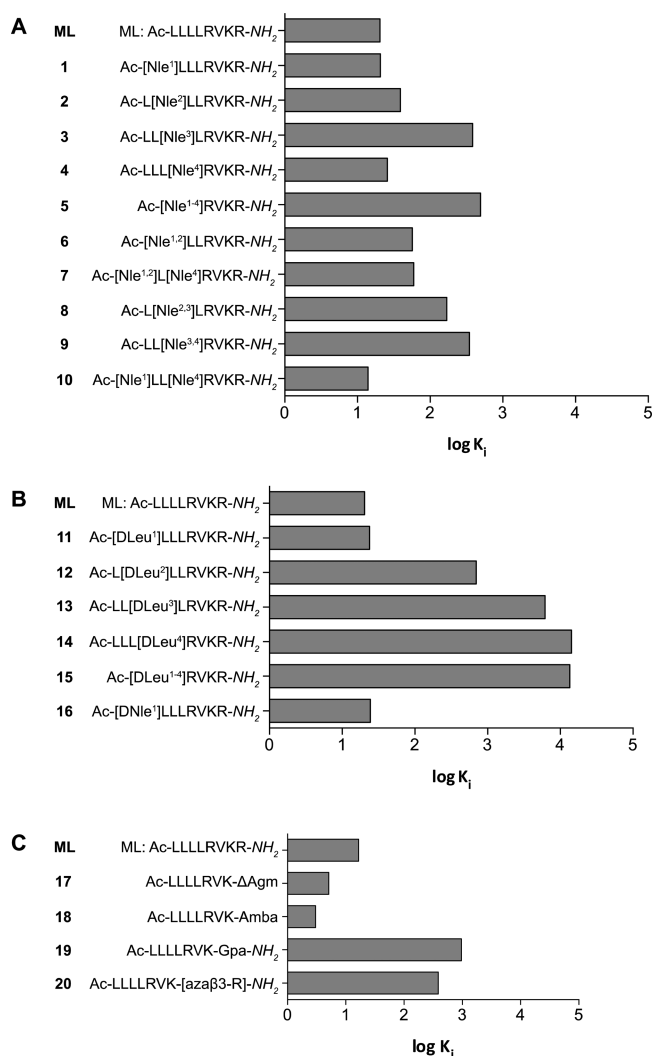 A
ML ML: Ac-LLLLRVKR-NH2
1 Ac-[Nle1]LLLRVKR-NH2
2 Ac-L[Nle2]LLRVKR-NH2
3 Ac-LL[Nle3]LRVKR-NH2
4 Ac-LLL[Nle4]RVKR-NH2
5 Ac-[Nle1-4]RVKR-NH2
6 Ac-[Nle1,2]LLRVKR-NH2
7 Ac-[Nle1,2]L[Nle4]RVKR-NH2
8 Ac-L[Nle2,3]LRVKR-NH2
9 Ac-LL[Nle3,4]RVKR-NH2
10 Ac-[Nle1]LL[Nle4]RVKR-NH2
0 1 2 3 4 5
log Ki
B
ML ML: Ac-LLLLRVKR-NH2
11 Ac-[DLeu1]LLLRVKR-NH2
12 Ac-L[DLeu2]LLRVKR-NH2
13 Ac-LL[DLeu3]LRVKR-NH2
14 Ac-LLL[DLeu4]RVKR-NH2
15 Ac-[DLeu1-4]RVKR-NH2
16 Ac-[DNle1]LLLRVKR-NH2
0 1 2 3 4 5
log Ki
C
ML ML: Ac-LLLLRVKR-NH2
17 Ac-LLLLRVK-ΔAgm
18 Ac-LLLLRVK-Amba
19 Ac-LLLLRVK-Gpa-NH2
20 Ac-LLLLRVK-[azaβ3-R]-NH2
0 1 2 3 4 5
log Ki